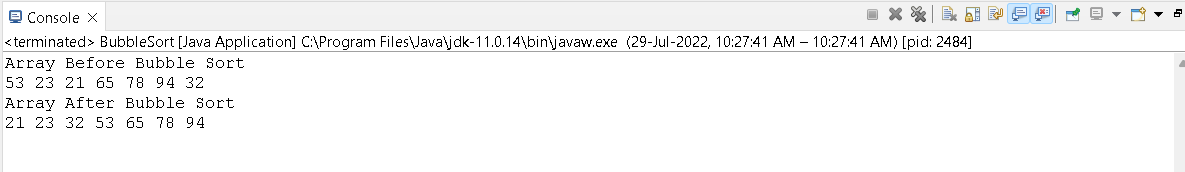 Console
<terminated> BubbleSort [Java Application] C:\Program Files\Java\jdk-11.0.14\bin\javaw.exe (29-Jul-2022, 10:27:41 AM – 10:27:41 AM) [pid: 2484]
Array Before Bubble Sort
53 23 21 65 78 94 32
Array After Bubble Sort
21 23 32 53 65 78 94